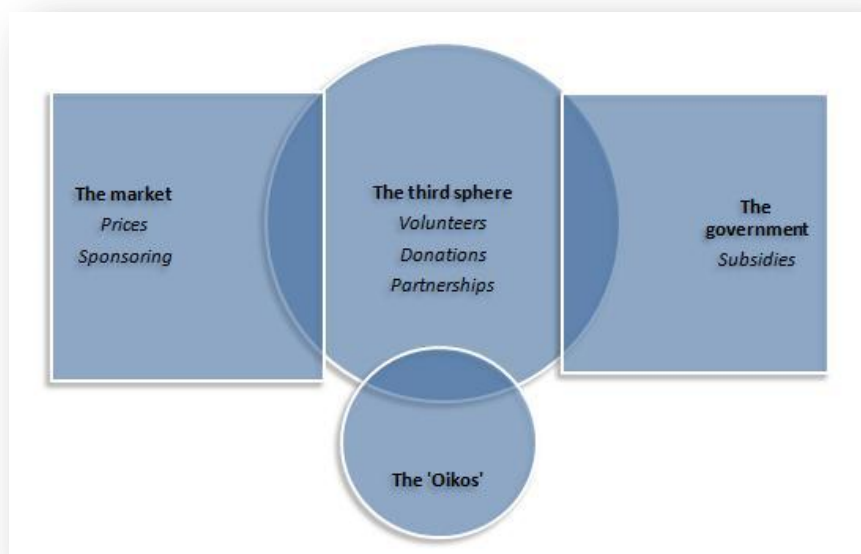 The market
Prices
Sponsoring
The third sphere
Volunteers
Donations
Partnerships
The
government
Subsidies
The 'Oikos'